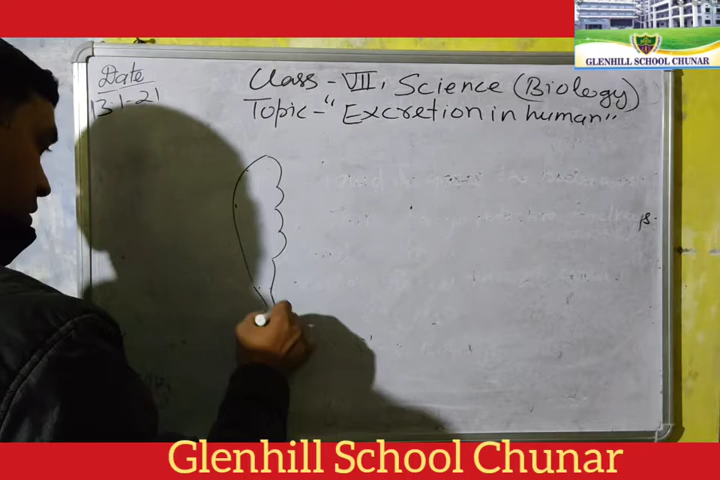 GLENHILL SCHOOL CHUNAR
Date
13-1-21
Class - VII, Science (Biology)
Topic - "Excretion in human"
Glenhill School Chunar